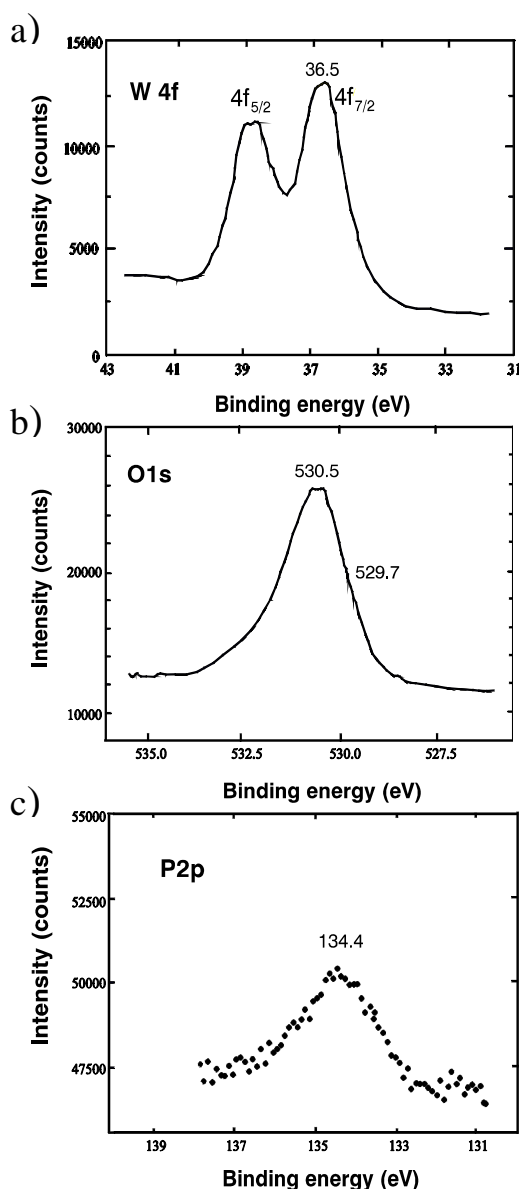 a)
15000
W 4f
4f5/2
36.5
4f7/2
10000
Intensity (counts)
5000
0
43 41 39 37 35 33 31
Binding energy (eV)
b)
30000
O1s
530.5
Intensity (counts)
20000
529.7
10000
535.0 532.5 530.0 527.5
Binding energy (eV)
c)
55000
P2p
52500
134.4
Intensity (counts)
50000
47500
139 137 135 133 131
Binding energy (eV)